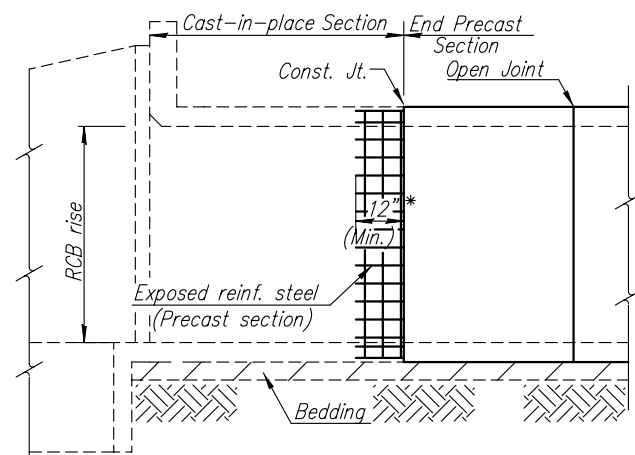 Cast-in-place Section
End Precast
Section
Const. Jt.
Open Joint
RCB rise
12" *
(Min.)
Exposed reinf. steel
(Precast section)
Bedding